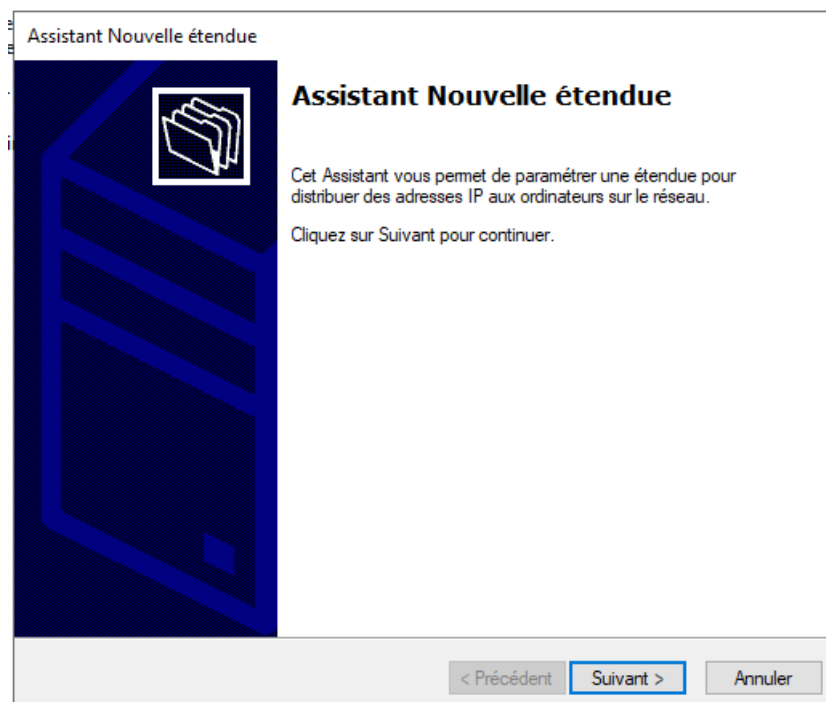 Assistant Nouvelle étendue
Assistant Nouvelle étendue
Cet Assistant vous permet de paramétrer une étendue pour
distribuer des adresses IP aux ordinateurs sur le réseau.
Cliquez sur Suivant pour continuer.
< Précédent Suivant > Annuler